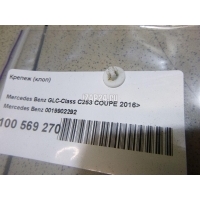 Крепеж (клоп)
Mercedes Benz GLC-Class C253 COUPE 2016>
Mercedes Benz 0019902292
100 569 270